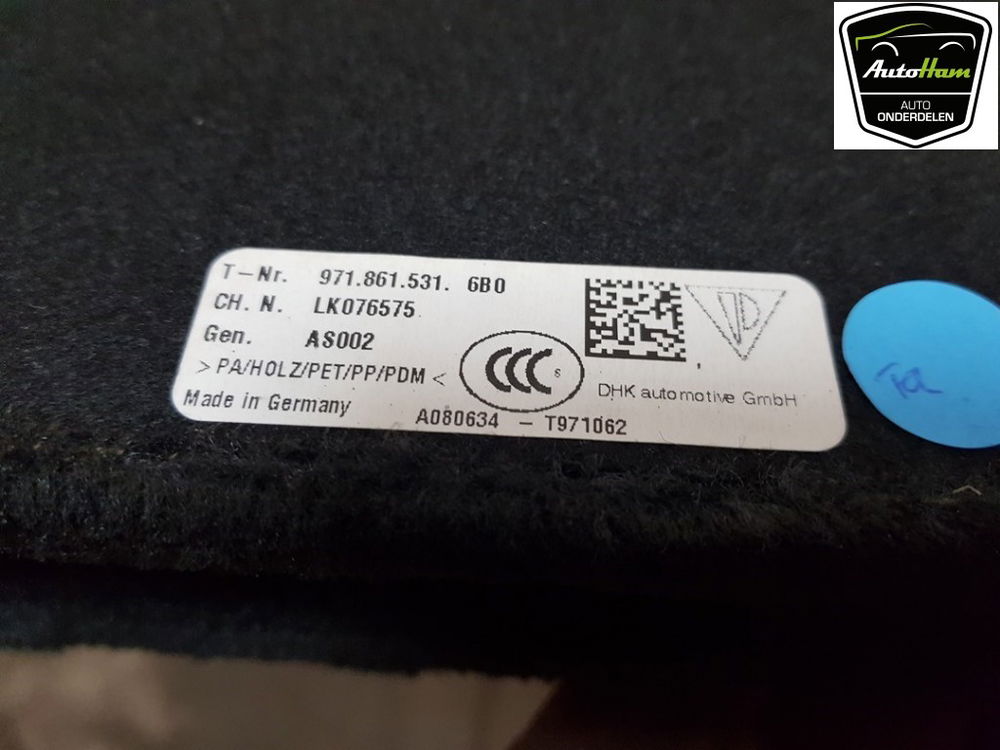 AutoHam
AUTO
ONDERDELEN
T-Nr. 971.861.531. 6B0
CH. N. LK076575
Gen. AS002
>PA/HOLZ/PET/PP/PDM<
CCC S
DHK automotive GmbH
Made in Germany
A080634 - T971062